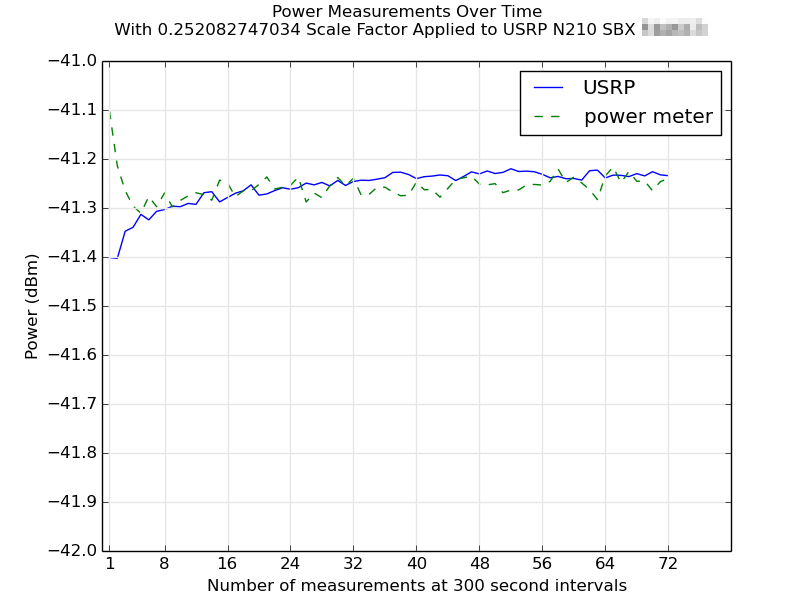 Power Measurements Over Time
With 0.252082747034 Scale Factor Applied to USRP N210 SBX
USRP
power meter
Power (dBm)
−41.0
−41.1
−41.2
−41.3
−41.4
−41.5
−41.6
−41.7
−41.8
−41.9
−42.0
1 8 16 24 32 40 48 56 64 72
Number of measurements at 300 second intervals